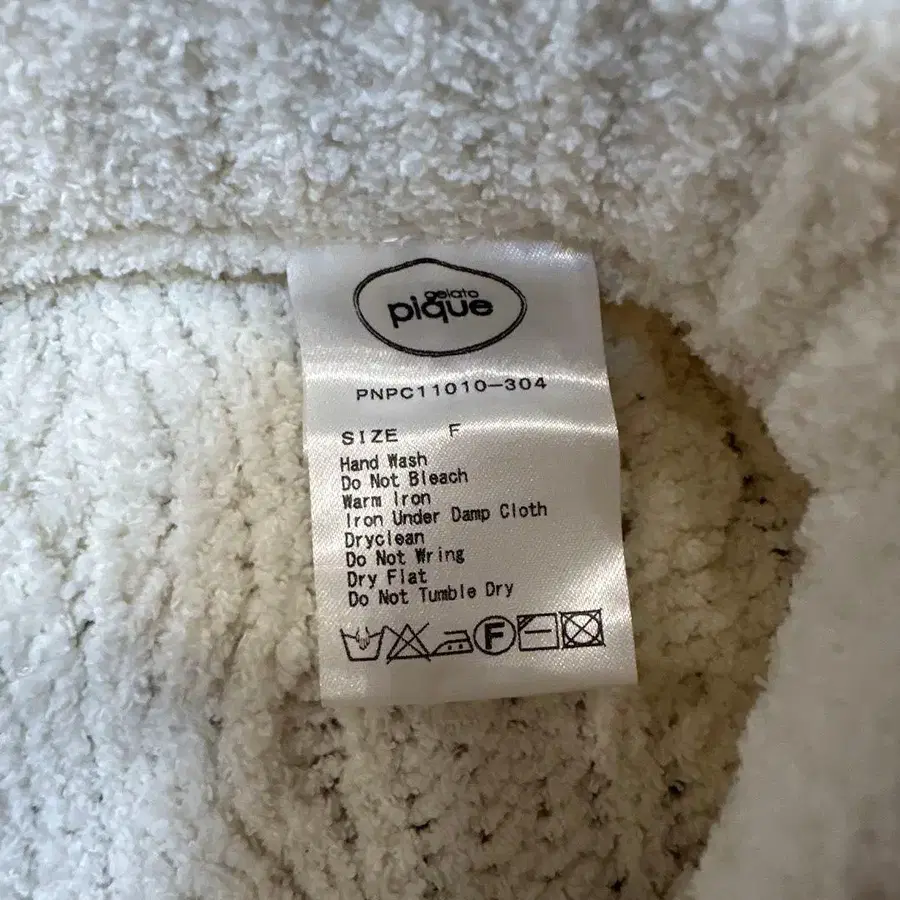 gelato
pique
PNPC11010-304
SIZE F
Hand Wash
Do Not Bleach
Warm Iron
Iron Under Damp Cloth
Dryclean
Do Not Wring
Dry Flat
Do Not Tumble Dry
F